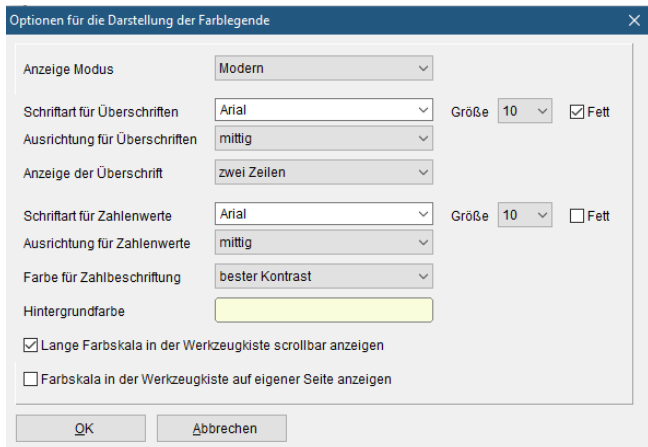 Optionen für die Darstellung der Farblegende
Anzeige Modus Modern
Schriftart für Überschriften Arial Größe 10 Fett
Ausrichtung für Überschriften mittig
Anzeige der Überschrift zwei Zeilen
Schriftart für Zahlenwerte Arial Größe 10 Fett
Ausrichtung für Zahlenwerte mittig
Farbe für Zahlbeschriftung bester Kontrast
Hintergrundfarbe
Lange Farbskala in der Werkzeugkiste scrollbar anzeigen
Farbskala in der Werkzeugkiste auf eigener Seite anzeigen
OK Abbrechen